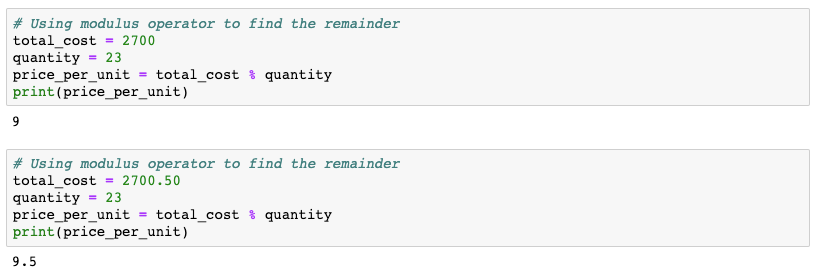 # Using modulus operator to find the remainder
total_cost = 2700
quantity = 23
price_per_unit = total_cost % quantity
print(price_per_unit)
9
# Using modulus operator to find the remainder
total_cost = 2700.50
quantity = 23
price_per_unit = total_cost % quantity
print(price_per_unit)
9.5